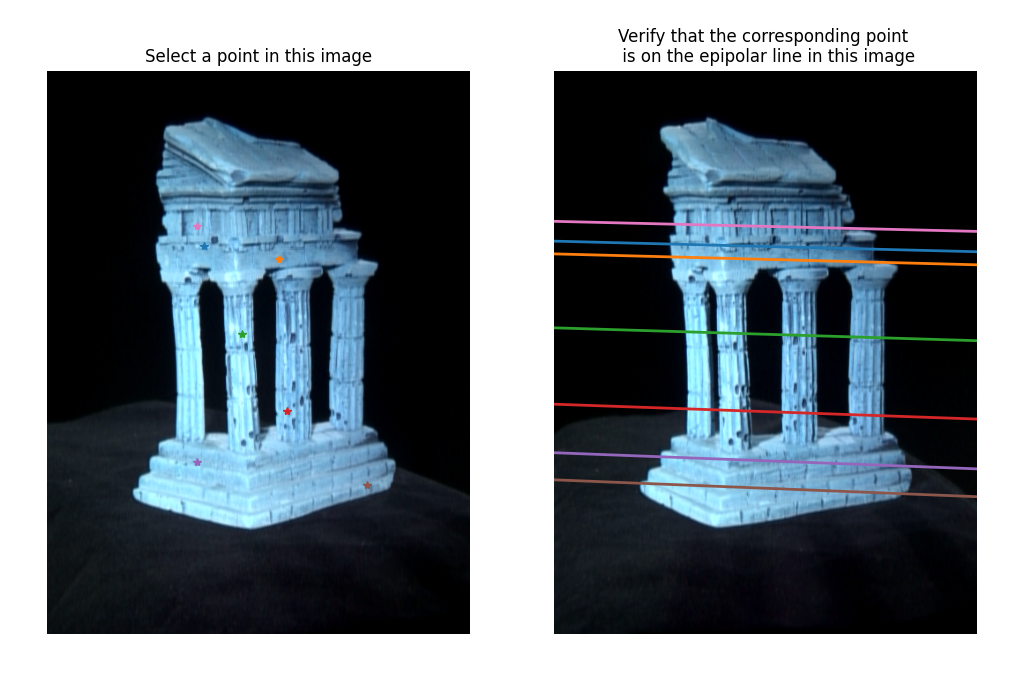 Select a point in this image
Verify that the corresponding point
is on the epipolar line in this image